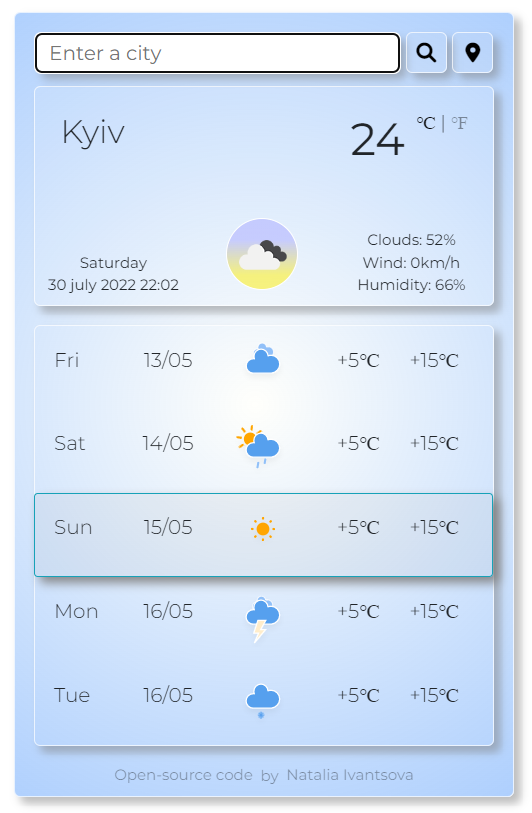 Enter a city
Kyiv
24 °C | °F
Clouds: 52%
Saturday
Wind: 0km/h
30 july 2022 22:02
Humidity: 66%
Fri 13/05 +5°C +15°C
Sat 14/05 +5°C +15°C
Sun 15/05 +5°C +15°C
Mon 16/05 +5°C +15°C
Tue 16/05 +5°C +15°C
Open-source code by Natalia Ivantsova